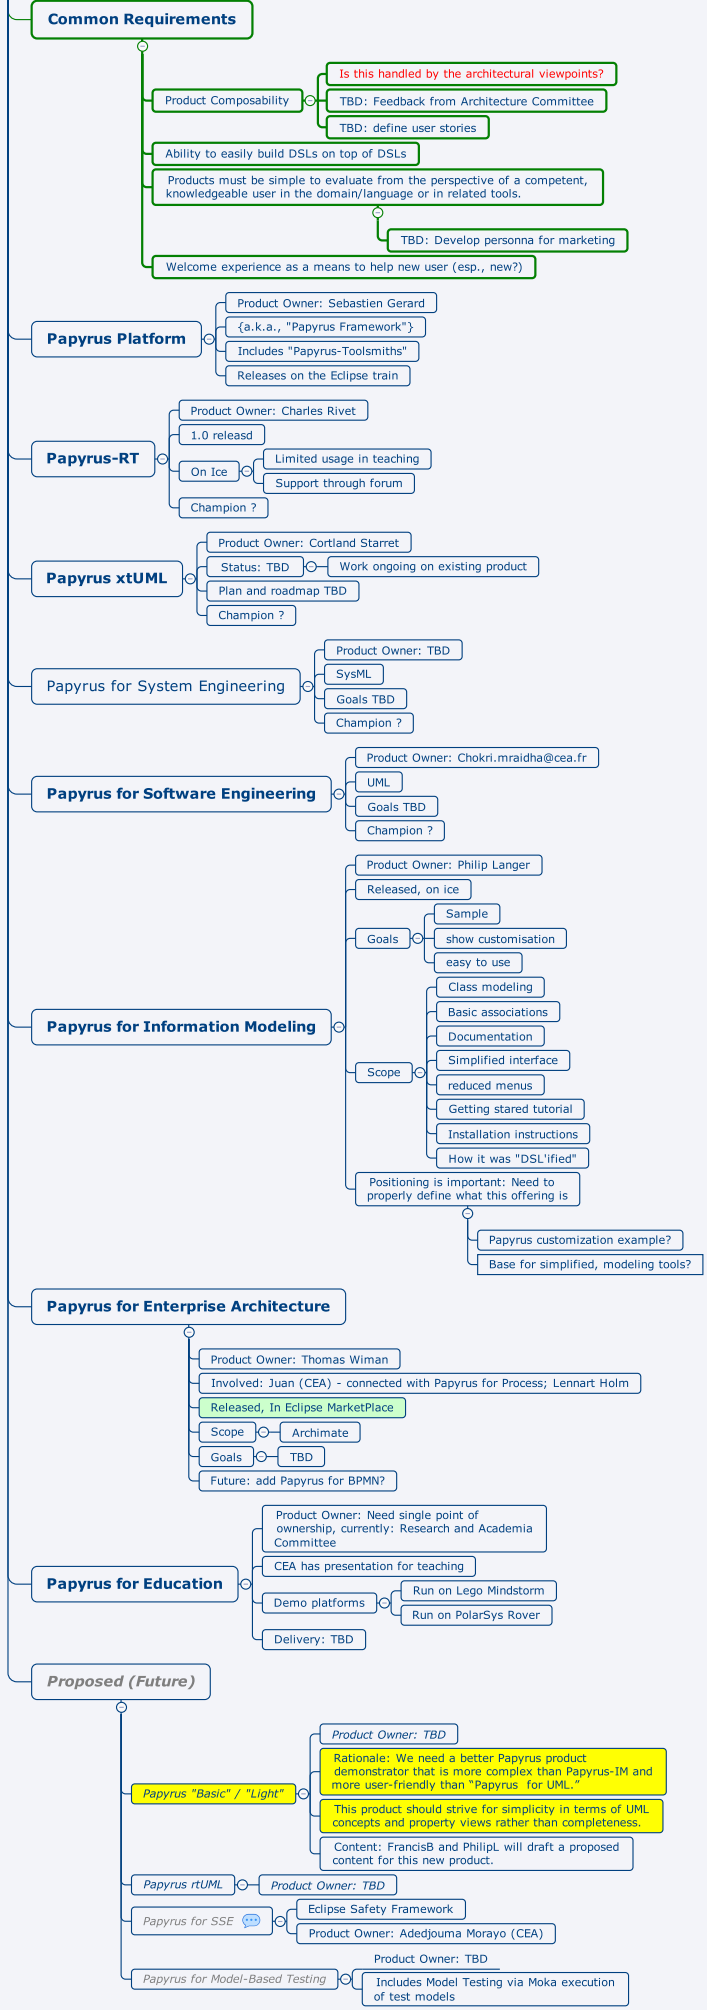 Common Requirements
Product Composability
Is this handled by the architectural viewpoints?
TBD: Feedback from Architecture Committee
TBD: define user stories
Ability to easily build DSLs on top of DSLs
Products must be simple to evaluate from the perspective of a competent,
knowledgeable user in the domain/language or in related tools.
TBD: Develop personna for marketing
Welcome experience as a means to help new user (esp., new?)
Papyrus Platform
Product Owner: Sebastien Gerard
{a.k.a., "Papyrus Framework"}
Includes "Papyrus-Toolsmiths"
Releases on the Eclipse train
Papyrus-RT
Product Owner: Charles Rivet
1.0 releasd
On Ice
Limited usage in teaching
Support through forum
Champion ?
Papyrus xtUML
Product Owner: Cortland Starret
Status: TBD
Work ongoing on existing product
Plan and roadmap TBD
Champion ?
Papyrus for System Engineering
Product Owner: TBD
SysML
Goals TBD
Champion ?
Papyrus for Software Engineering
Product Owner: Chokri.mraidha@cea.fr
UML
Goals TBD
Champion ?
Papyrus for Information Modeling
Product Owner: Philip Langer
Released, on ice
Goals
Sample
show customisation
easy to use
Scope
Class modeling
Basic associations
Documentation
Simplified interface
reduced menus
Getting stared tutorial
Installation instructions
How it was "DSL'ified"
Positioning is important: Need to
properly define what this offering is
Papyrus customization example?
Base for simplified, modeling tools?
Papyrus for Enterprise Architecture
Product Owner: Thomas Wiman
Involved: Juan (CEA) - connected with Papyrus for Process; Lennart Holm
Released, In Eclipse MarketPlace
Scope
Archimate
Goals
TBD
Future: add Papyrus for BPMN?
Papyrus for Education
Product Owner: Need single point of
ownership, currently: Research and Academia
Committee
CEA has presentation for teaching
Demo platforms
Run on Lego Mindstorm
Run on PolarSys Rover
Delivery: TBD
Proposed (Future)
Papyrus "Basic" / "Light"
Product Owner: TBD
Rationale: We need a better Papyrus product
demonstrator that is more complex than Papyrus-IM and
more user-friendly than “Papyrus  for UML.”
This product should strive for simplicity in terms of UML
concepts and property views rather than completeness.
Content: FrancisB and PhilipL will draft a proposed
content for this new product.
Papyrus rtUML
Product Owner: TBD
Papyrus for SSE
Eclipse Safety Framework
Product Owner: Adedjouma Morayo (CEA)
Papyrus for Model-Based Testing
Product Owner: TBD
Includes Model Testing via Moka execution
of test models